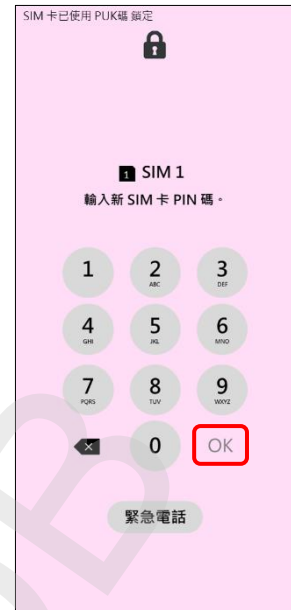 SIM 卡已使用 PUK碼 鎖定
1 SIM 1
輸入新 SIM 卡 PIN 碼。
1 2 3
ABC DEF
4 5 6
GHI JKL MNO
7 8 9
PQRS TUV WXYZ
0 OK
緊急電話